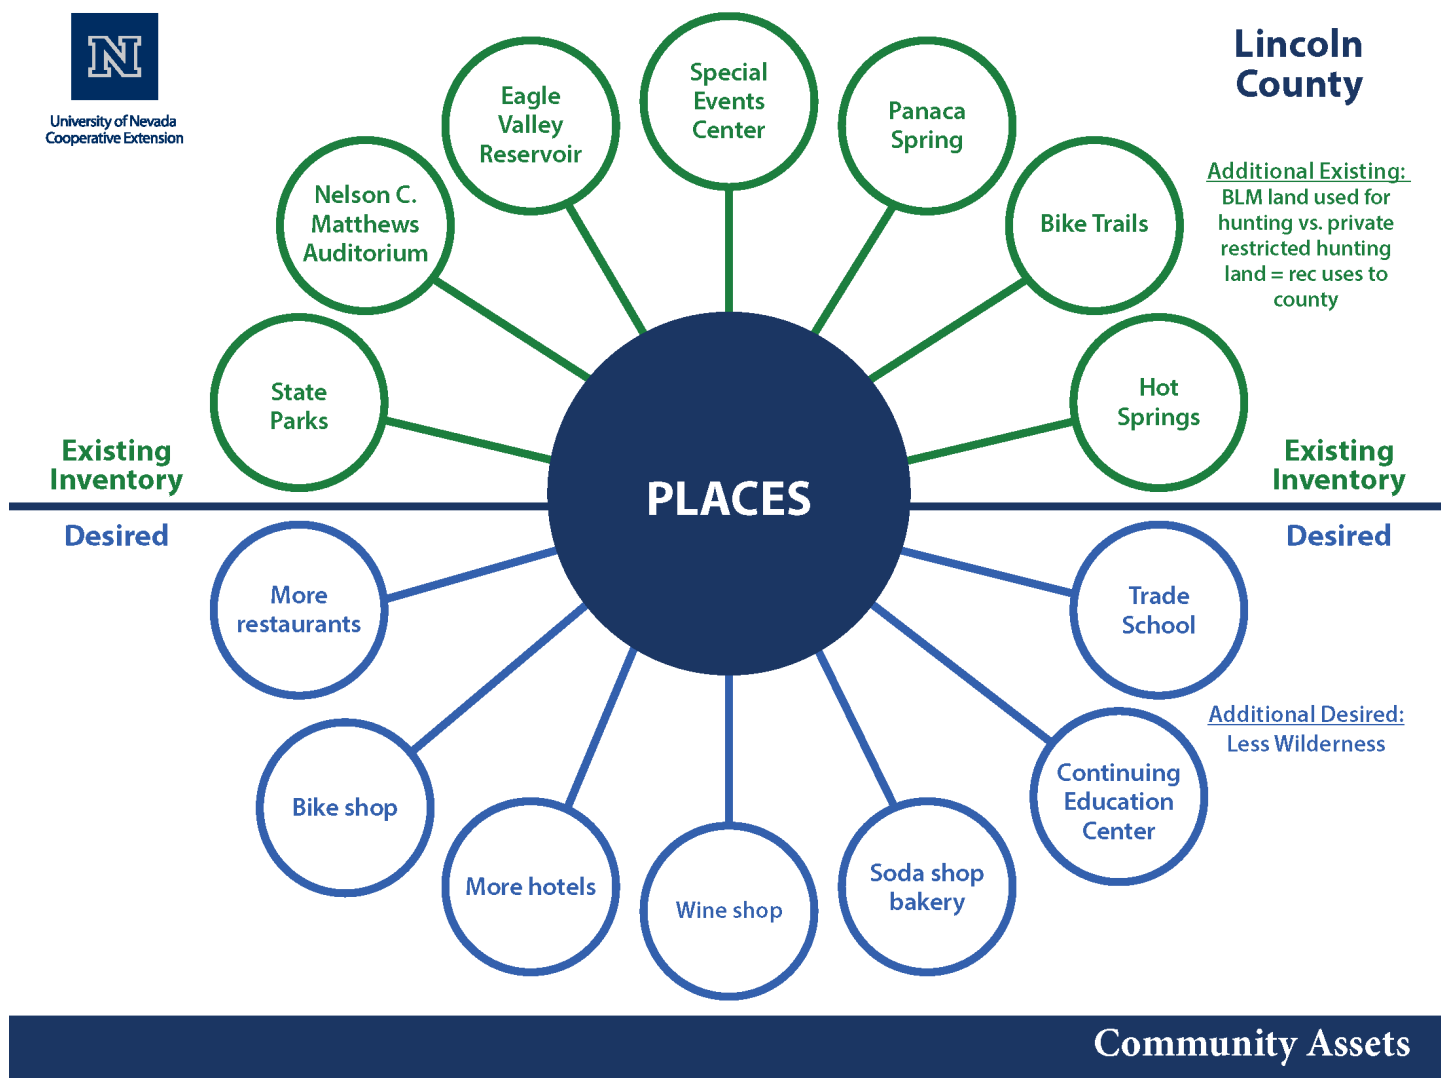 N
University of Nevada
Cooperative Extension
Lincoln
County
Special
Events
Center
Eagle
Valley
Reservoir
Panaca
Spring
Nelson C.
Matthews
Auditorium
Bike Trails
Additional Existing:
BLM land used for
hunting vs. private
restricted hunting
land = rec uses to
county
State
Parks
Hot
Springs
Existing
Inventory
Existing
Inventory
PLACES
Desired
Desired
More
restaurants
Trade
School
Additional Desired:
Less Wilderness
Bike shop
Continuing
Education
Center
More hotels
Wine shop
Soda shop
bakery
Community Assets